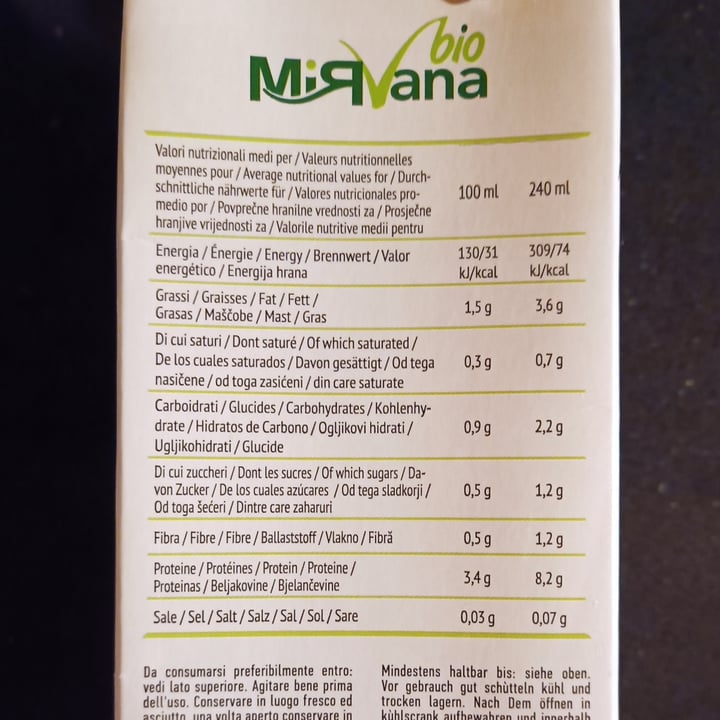 bio
MiRVana
Valori nutrizionali medi per / Valeurs nutritionnelles
moyennes pour / Average nutritional values for / Durch-
schnittliche nährwerte für / Valores nutricionales pro-
medio por / Povprečne hranilne vrednosti za / Prosječne
hranjive vrijednosti za / Valorile nutritive medii pentru
100 ml 240 ml
Energia / Énergie / Energy / Brennwert / Valor
energético / Energija hrana
130/31 309/74
kJ/kcal kJ/kcal
Grassi / Graisses / Fat / Fett /
Grasas / Maščobe / Mast / Gras
1,5 g 3,6 g
Di cui saturi / Dont saturé / Of which saturated /
De los cuales saturados / Davon gesättigt / Od tega
nasičene / od toga zasićeni / din care saturate
0,3 g 0,7 g
Carboidrati / Glucides / Carbohydrates / Kohlenhy-
drate / Hidratos de Carbono / Ogljikovi hidrati /
Ugljikohidrati / Glucide
0,9 g 2,2 g
Di cui zuccheri / Dont les sucres / Of which sugars / Da-
von Zucker / De los cuales azúcares / Od tega sladkorji /
Od toga šećeri / Dintre care zaharuri
0,5 g 1,2 g
Fibra / Fibre / Fibre / Ballaststoff / Vlakno / Fibră
0,5 g 1,2 g
Proteine / Protéines / Protein / Proteine /
Proteinas / Beljakovine / Bjelančevine
3,4 g 8,2 g
Sale / Sel / Salt / Salz / Sal / Sol / Sare
0,03 g 0,07 g
Da consumarsi preferibilmente entro:
vedi lato superiore. Agitare bene prima
dell'uso. Conservare in luogo fresco ed
asciutto, una volta aperto conservare in
Mindestens haltbar bis: siehe oben.
Vor gebrauch gut schütteln kühl und
trocken lagern. Nach Dem öffnen in
kühlscrank aufbewahren und innerhalb